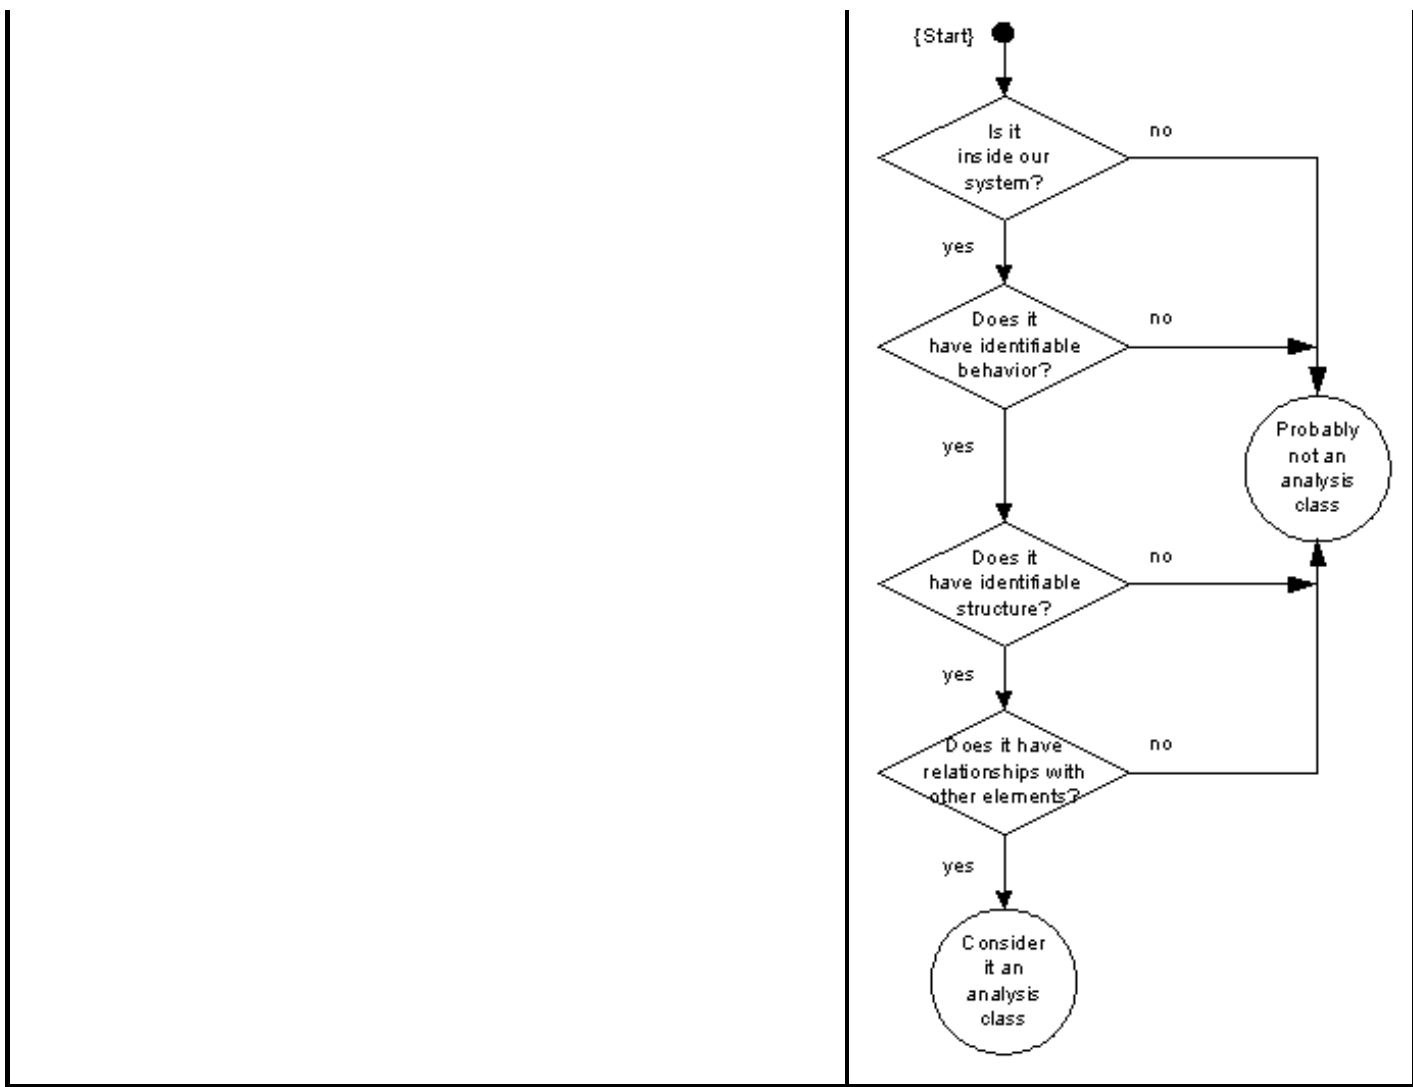 {Start}
Is it
inside our
system?
no
yes
Does it
have identifiable
behavior?
no
yes
Probably
not an
analysis
class
Does it
have identifiable
structure?
no
yes
Does it have
relationships with
other elements?
no
yes
Consider
it an
analysis
class